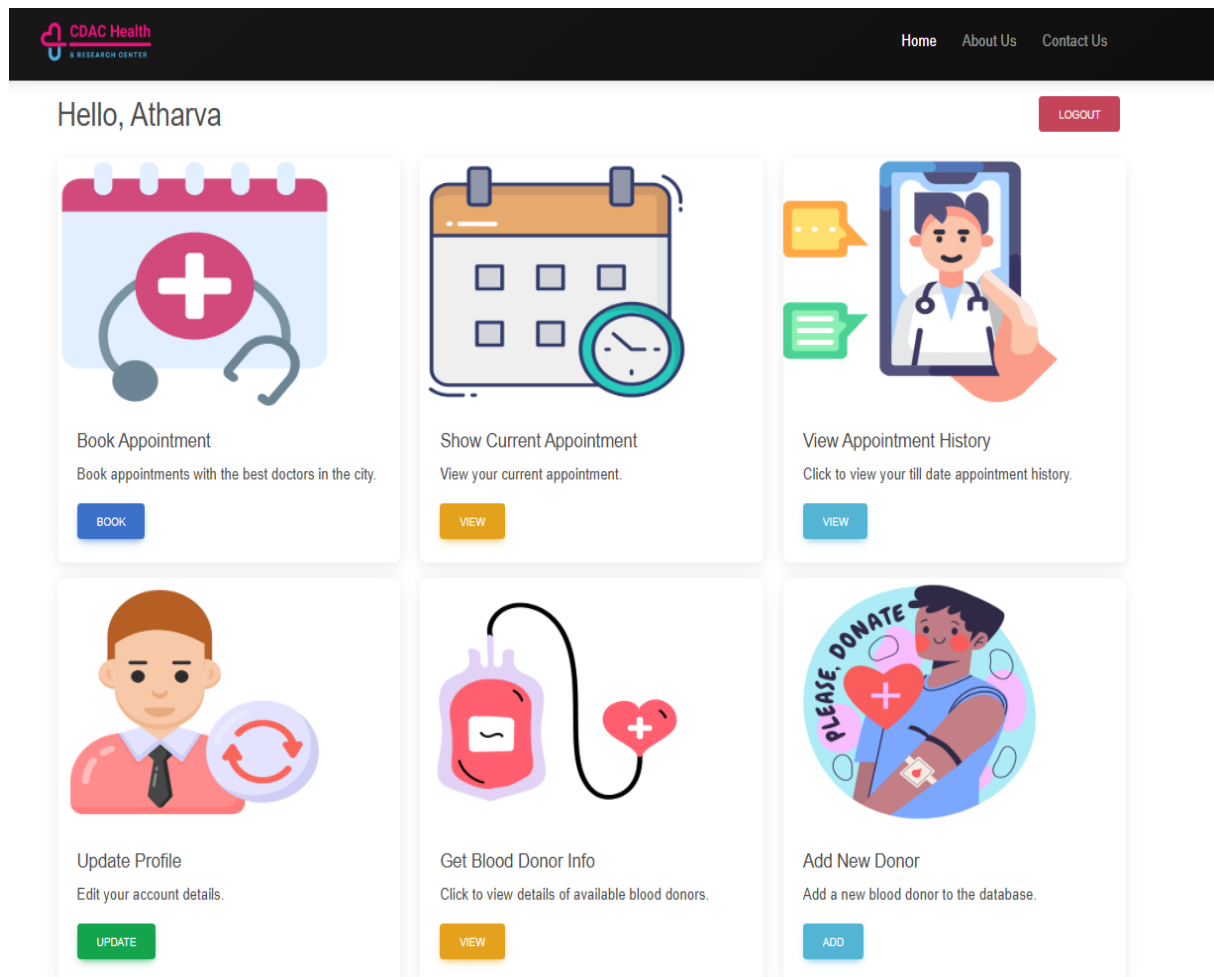 CDAC Health
& RESEARCH CENTER
Home About Us Contact Us
Hello, Atharva
LOGOUT
Book Appointment
Book appointments with the best doctors in the city.
BOOK
Show Current Appointment
View your current appointment.
VIEW
View Appointment History
Click to view your till date appointment history.
VIEW
Update Profile
Edit your account details.
UPDATE
Get Blood Donor Info
Click to view details of available blood donors.
VIEW
PLEASE, DONATE
Add New Donor
Add a new blood donor to the database.
ADD